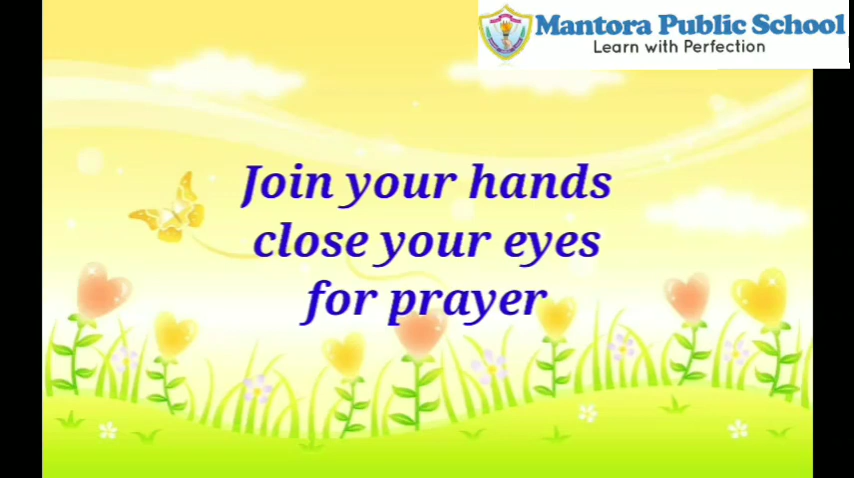 Mantora Public School
Learn with Perfection
Join your hands
close your eyes
for prayer